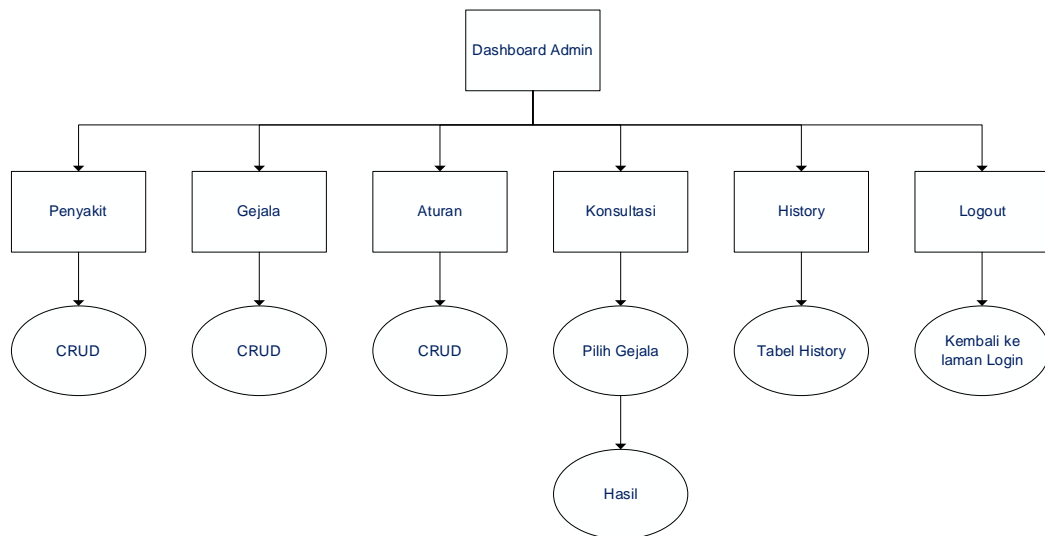 Dashboard Admin
Penyakit
Gejala
Aturan
Konsultasi
History
Logout
CRUD
CRUD
CRUD
Pilih Gejala
Tabel History
Kembali ke
laman Login
Hasil